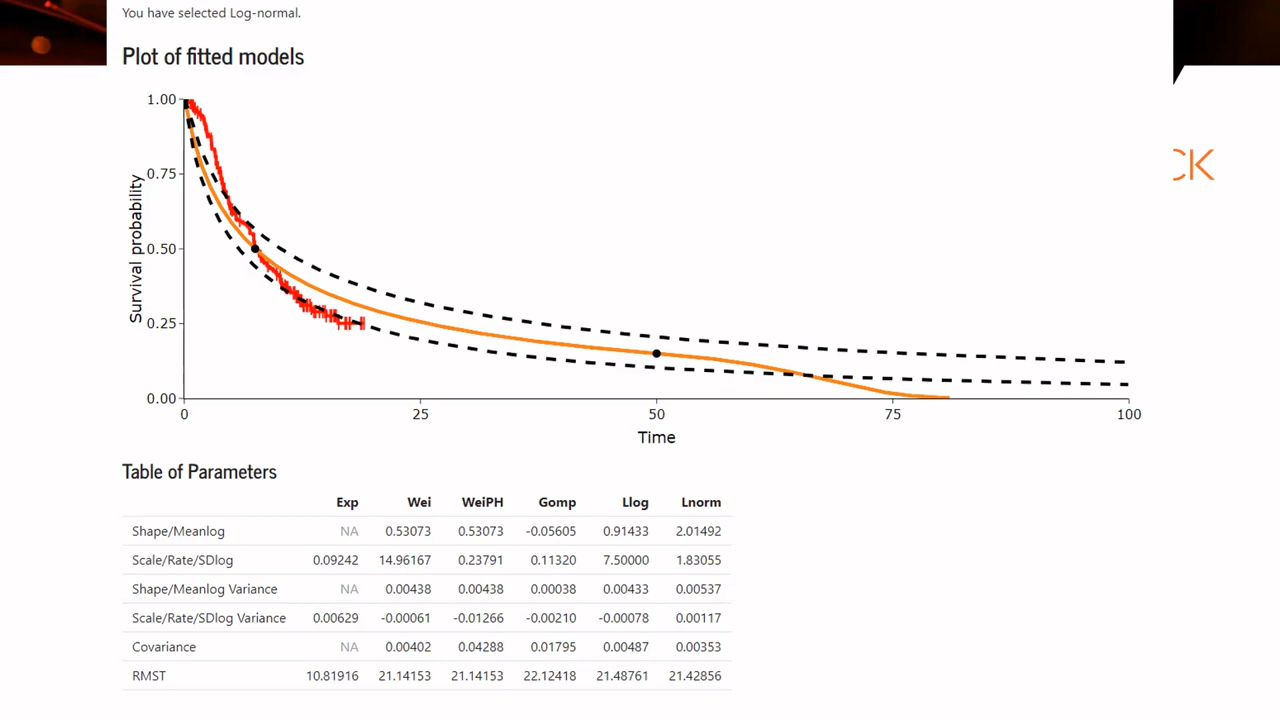 You have selected Log-normal.
Plot of fitted models
1.00
0.75
0.50
0.25
0.00
Survival probability
0 25 50 75 100
Time
CK
Table of Parameters
Exp Wei WeiPH Gomp Llog Lnorm
Shape/Meanlog NA 0.53073 0.53073 -0.05605 0.91433 2.01492
Scale/Rate/SDlog 0.09242 14.96167 0.23791 0.11320 7.50000 1.83055
Shape/Meanlog Variance NA 0.00438 0.00438 0.00038 0.00433 0.00537
Scale/Rate/SDlog Variance 0.00629 -0.00061 -0.01266 -0.00210 -0.00078 0.00117
Covariance NA 0.00402 0.04288 0.01795 0.00487 0.00353
RMST 10.81916 21.14153 21.14153 22.12418 21.48761 21.42856